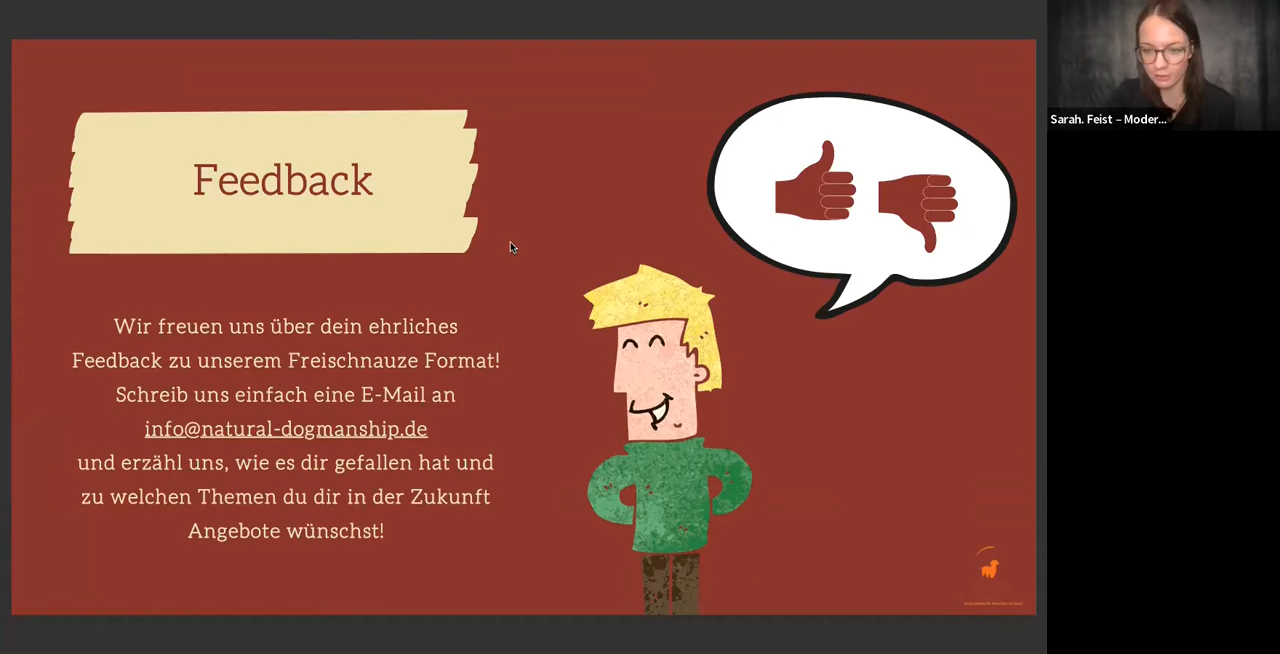 Feedback
Wir freuen uns über dein ehrliches
Feedback zu unserem Freischnauze Format!
Schreib uns einfach eine E-Mail an
info@natural-dogmanship.de
und erzähl uns, wie es dir gefallen hat und
zu welchen Themen du dir in der Zukunft
Angebote wünschst!
Sarah. Feist – Moder...